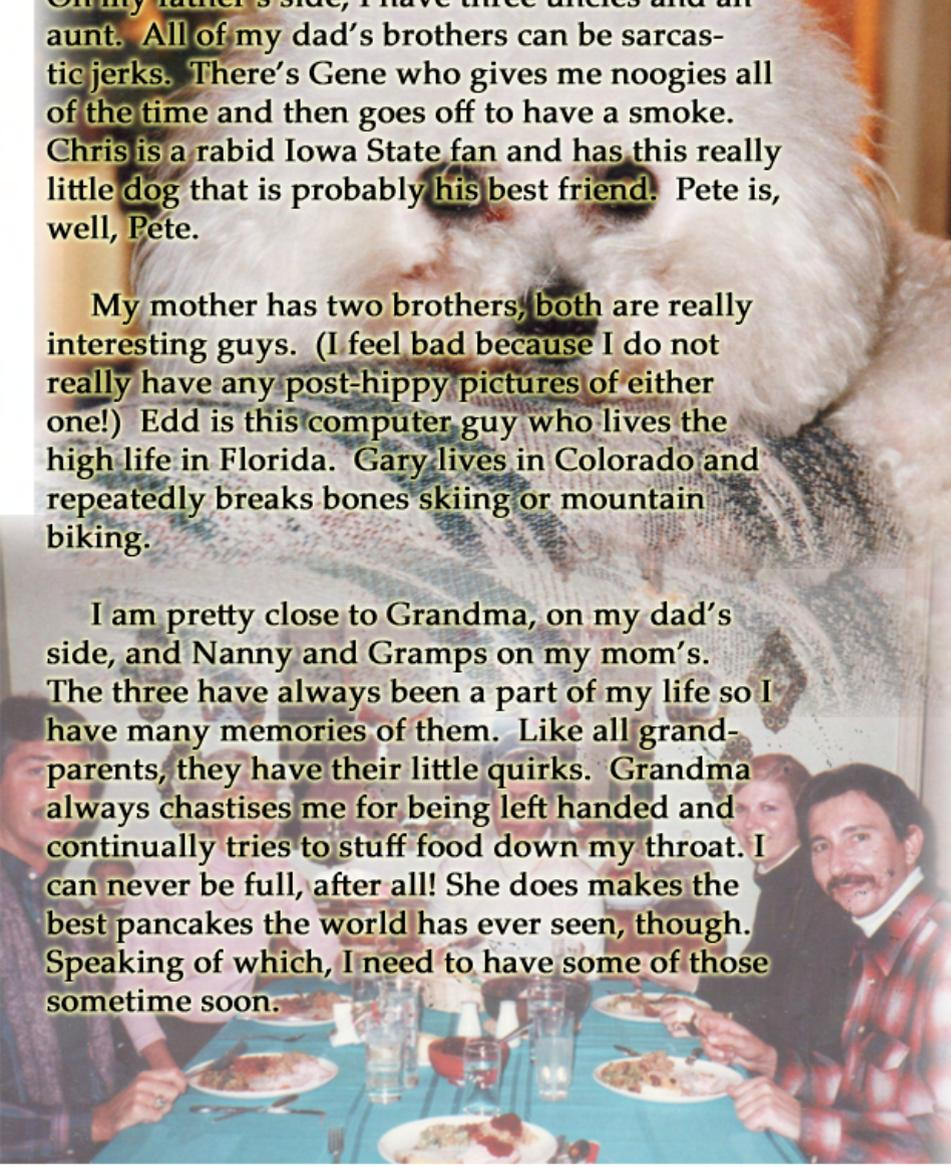 On my father's side, I have three uncles and an
aunt.  All of my dad's brothers can be sarcas-
tic jerks.  There's Gene who gives me noogies all
of the time and then goes off to have a smoke.
Chris is a rabid Iowa State fan and has this really
little dog that is probably his best friend.  Pete is,
well, Pete.
My mother has two brothers, both are really
interesting guys.  (I feel bad because I do not
really have any post-hippy pictures of either
one!)  Edd is this computer guy who lives the
high life in Florida.  Gary lives in Colorado and
repeatedly breaks bones skiing or mountain
biking.
I am pretty close to Grandma, on my dad's
side, and Nanny and Gramps on my mom's.
The three have always been a part of my life so I
have many memories of them.  Like all grand-
parents, they have their little quirks.  Grandma
always chastises me for being left handed and
continually tries to stuff food down my throat. I
can never be full, after all! She does makes the
best pancakes the world has ever seen, though.
Speaking of which, I need to have some of those
sometime soon.